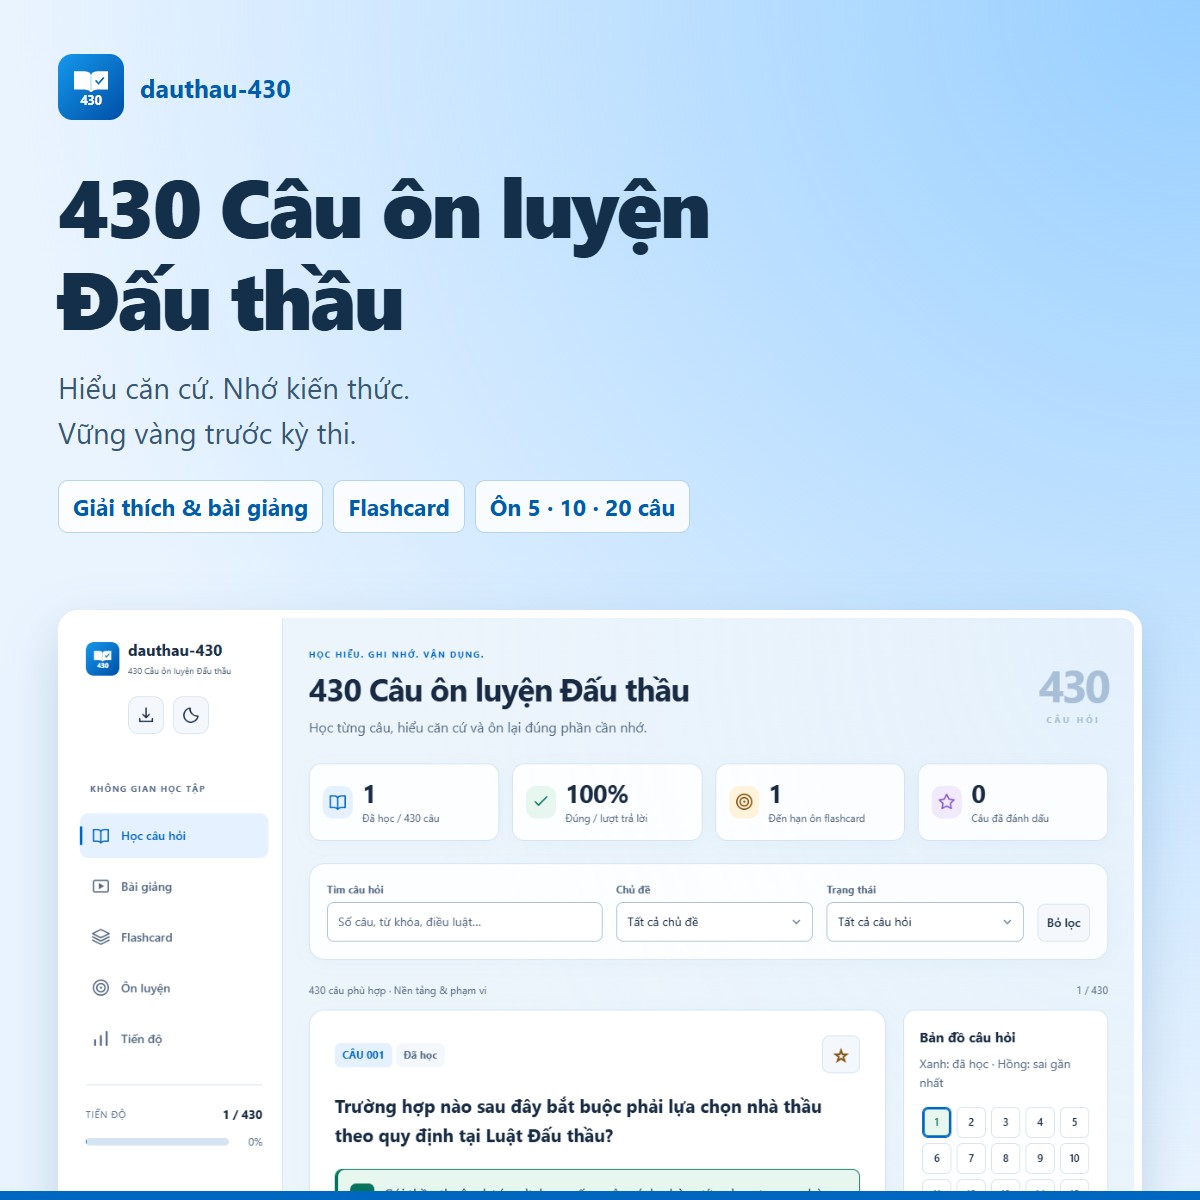 430
dauthau-430
430 Câu ôn luyện
Đấu thầu
Hiểu căn cứ. Nhớ kiến thức.
Vững vàng trước kỳ thi.
Giải thích & bài giảng
Flashcard
Ôn 5 · 10 · 20 câu
430
dauthau-430
430 Câu ôn luyện Đấu thầu
KHÔNG GIAN HỌC TẬP
Học câu hỏi
Bài giảng
Flashcard
Ôn luyện
Tiến độ
TIẾN ĐỘ
1 / 430
0%
HỌC HIỂU. GHI NHỚ. VẬN DỤNG.
430 Câu ôn luyện Đấu thầu
Học từng câu, hiểu căn cứ và ôn lại đúng phần cần nhớ.
430
CÂU HỎI
1
Đã học / 430 câu
100%
Đúng / lượt trả lời
1
Đến hạn ôn flashcard
0
Câu đã đánh dấu
Tìm câu hỏi
Số câu, từ khóa, điều luật...
Chủ đề
Tất cả chủ đề
Trạng thái
Tất cả câu hỏi
Bỏ lọc
430 câu phù hợp · Nền tảng & phạm vi
1 / 430
CÂU 001
Đã học
Trường hợp nào sau đây bắt buộc phải lựa chọn nhà thầu
theo quy định tại Luật Đấu thầu?
Bản đồ câu hỏi
Xanh: đã học · Hồng: sai gần
nhất
1 2 3 4 5
6 7 8 9 10